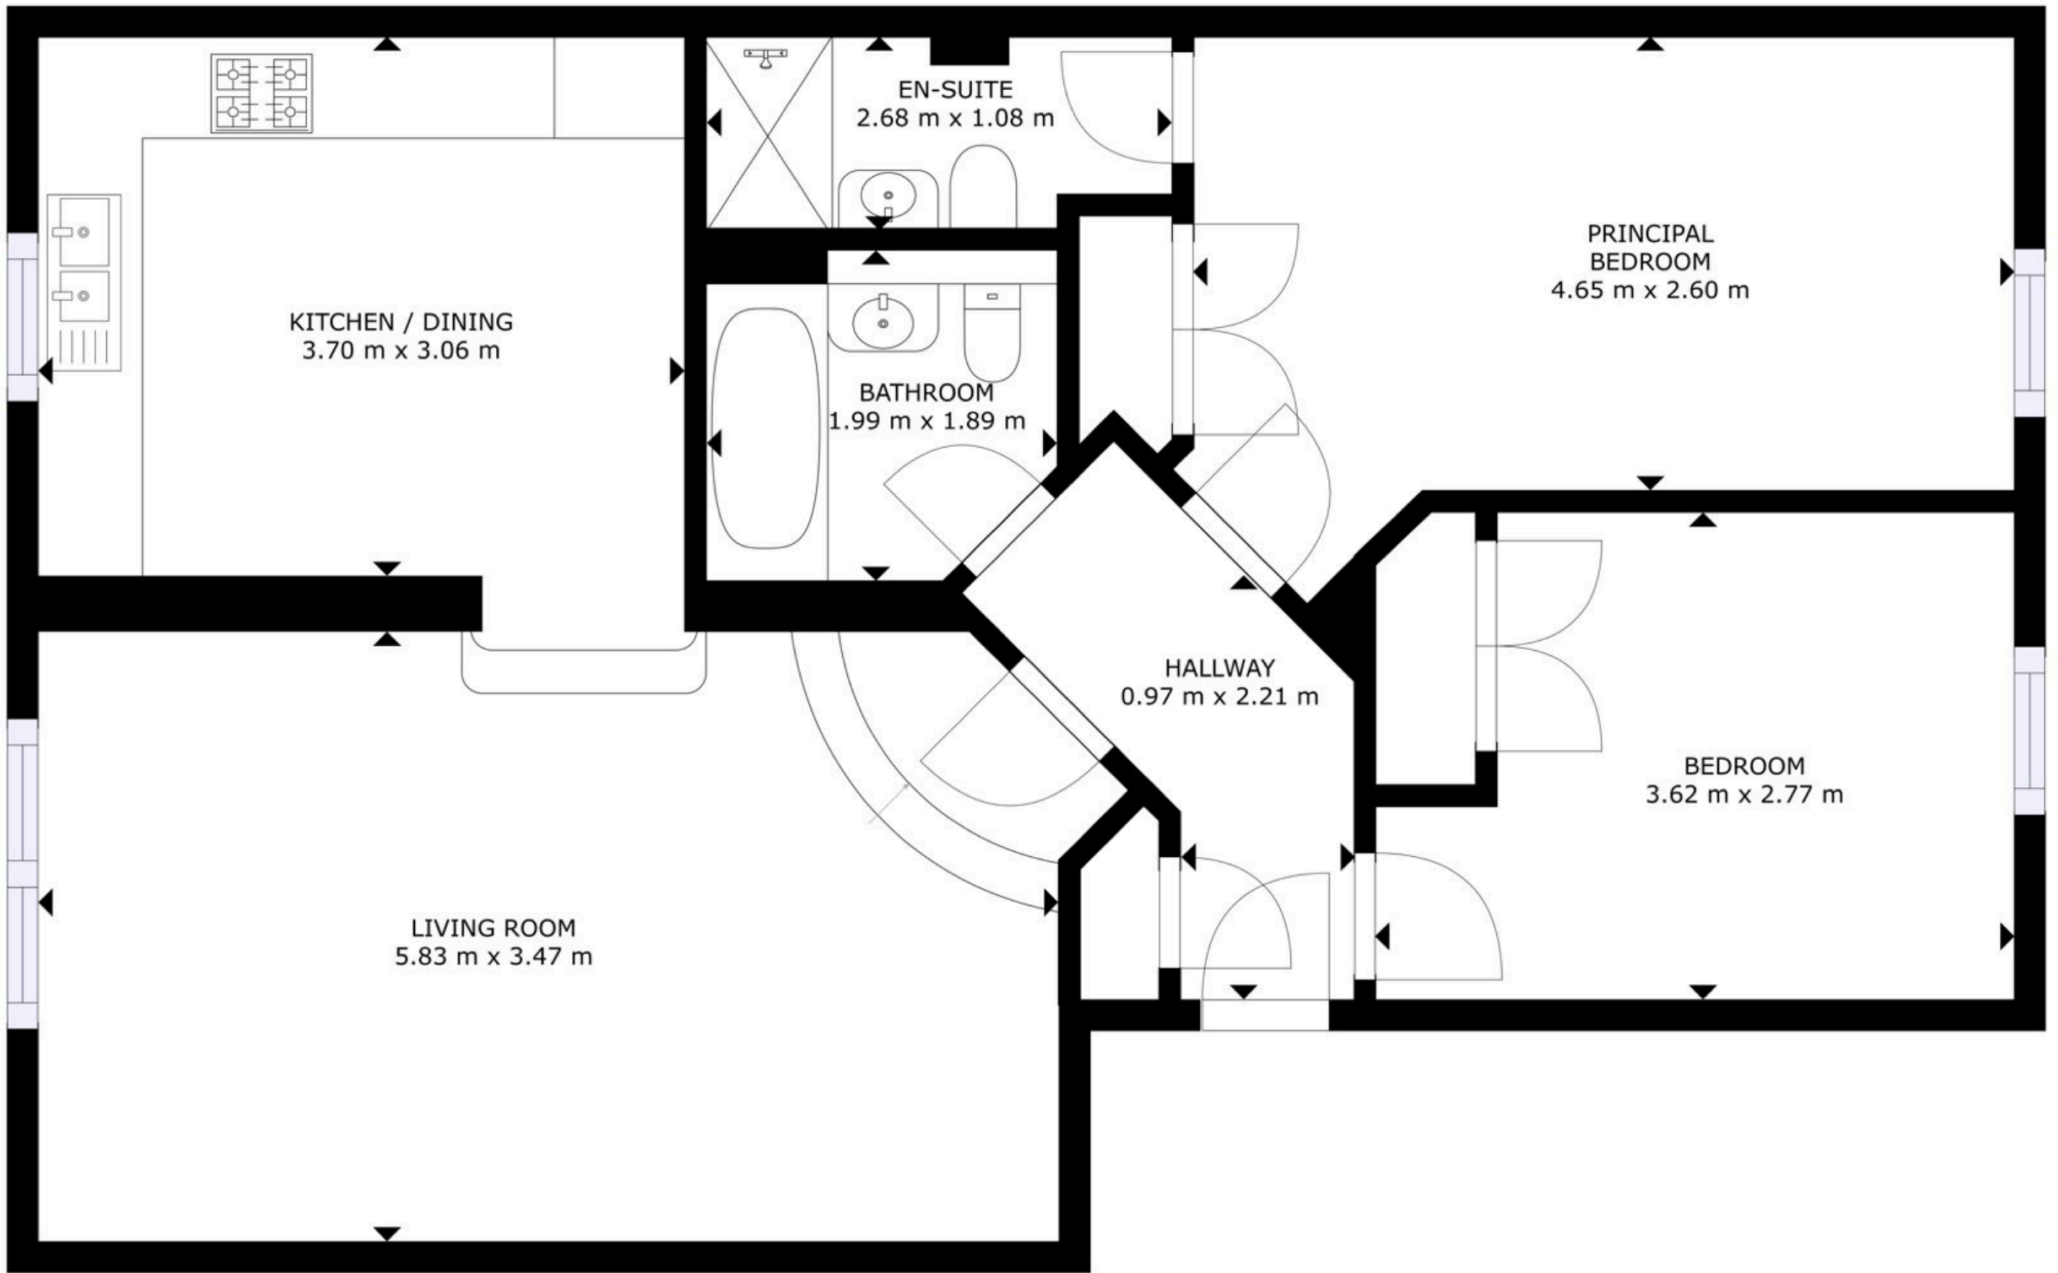 EN-SUITE
2.68 m x 1.08 m
PRINCIPAL
BEDROOM
4.65 m x 2.60 m
KITCHEN / DINING
3.70 m x 3.06 m
BATHROOM
1.99 m x 1.89 m
HALLWAY
0.97 m x 2.21 m
BEDROOM
3.62 m x 2.77 m
LIVING ROOM
5.83 m x 3.47 m